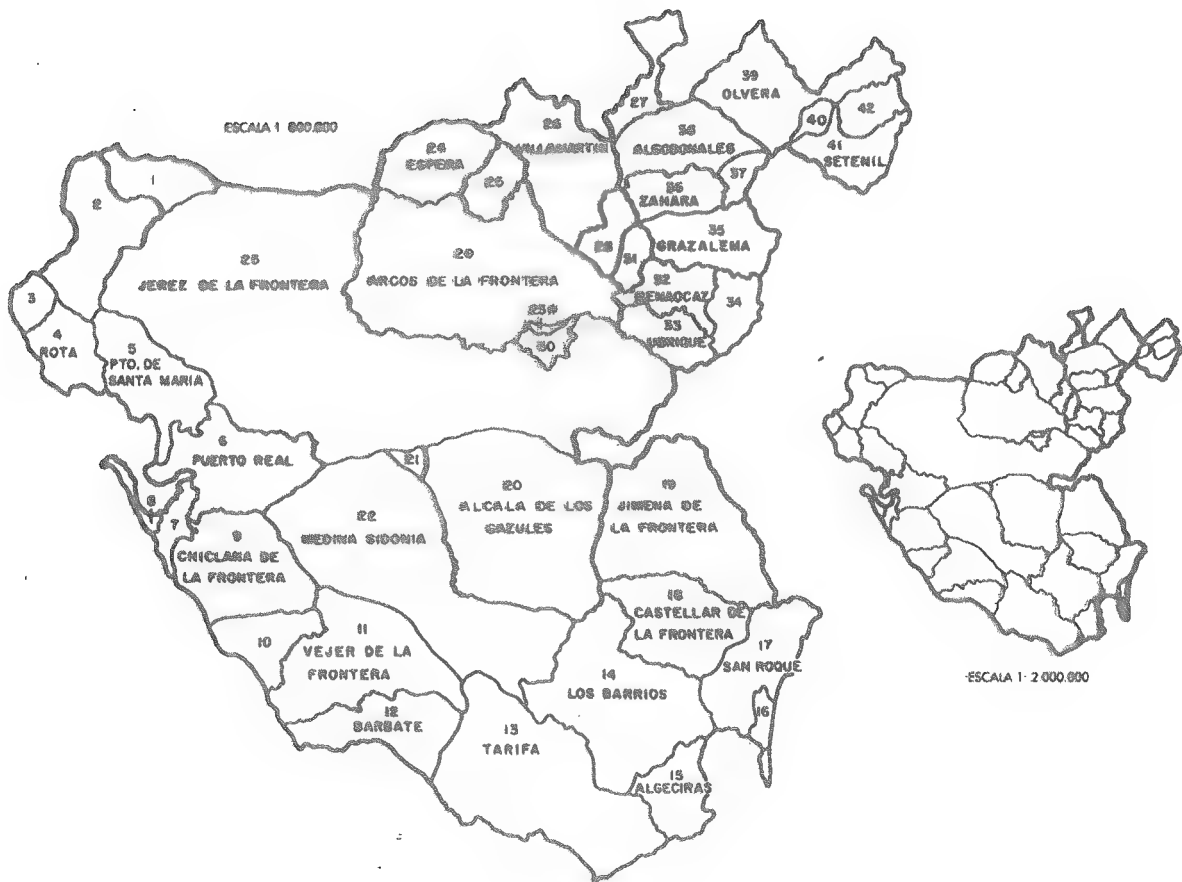 ESCALA 1 800.000
39
OLVERA
27
42
40
26
VILLAMARTIN
38
ALGODONALES
41
SETENIL
24
ESPERA
37
1
25
36
ZAHARA
2
35
GRAZALEMA
28
31
23
JEREZ DE LA FRONTERA
29
ARCOS DE LA FRONTERA
32
BENAOCAZ
3
34
4
ROTA
33
UBRIQUE
30
5
PTO. DE
SANTA MARIA
6
PUERTO REAL
21
20
ALCALA DE LOS
GAZULES
19
JIMENA DE
LA FRONTERA
8
7
22
MEDINA SIDONIA
9
CHICLANA DE
LA FRONTERA
18
CASTELLAR DE
LA FRONTERA
10
11
VEJER DE LA
FRONTERA
17
SAN ROQUE
14
LOS BARRIOS
ESCALA 1- 2 000.000
12
BARBATE
16
13
TARIFA
15
ALGECIRAS